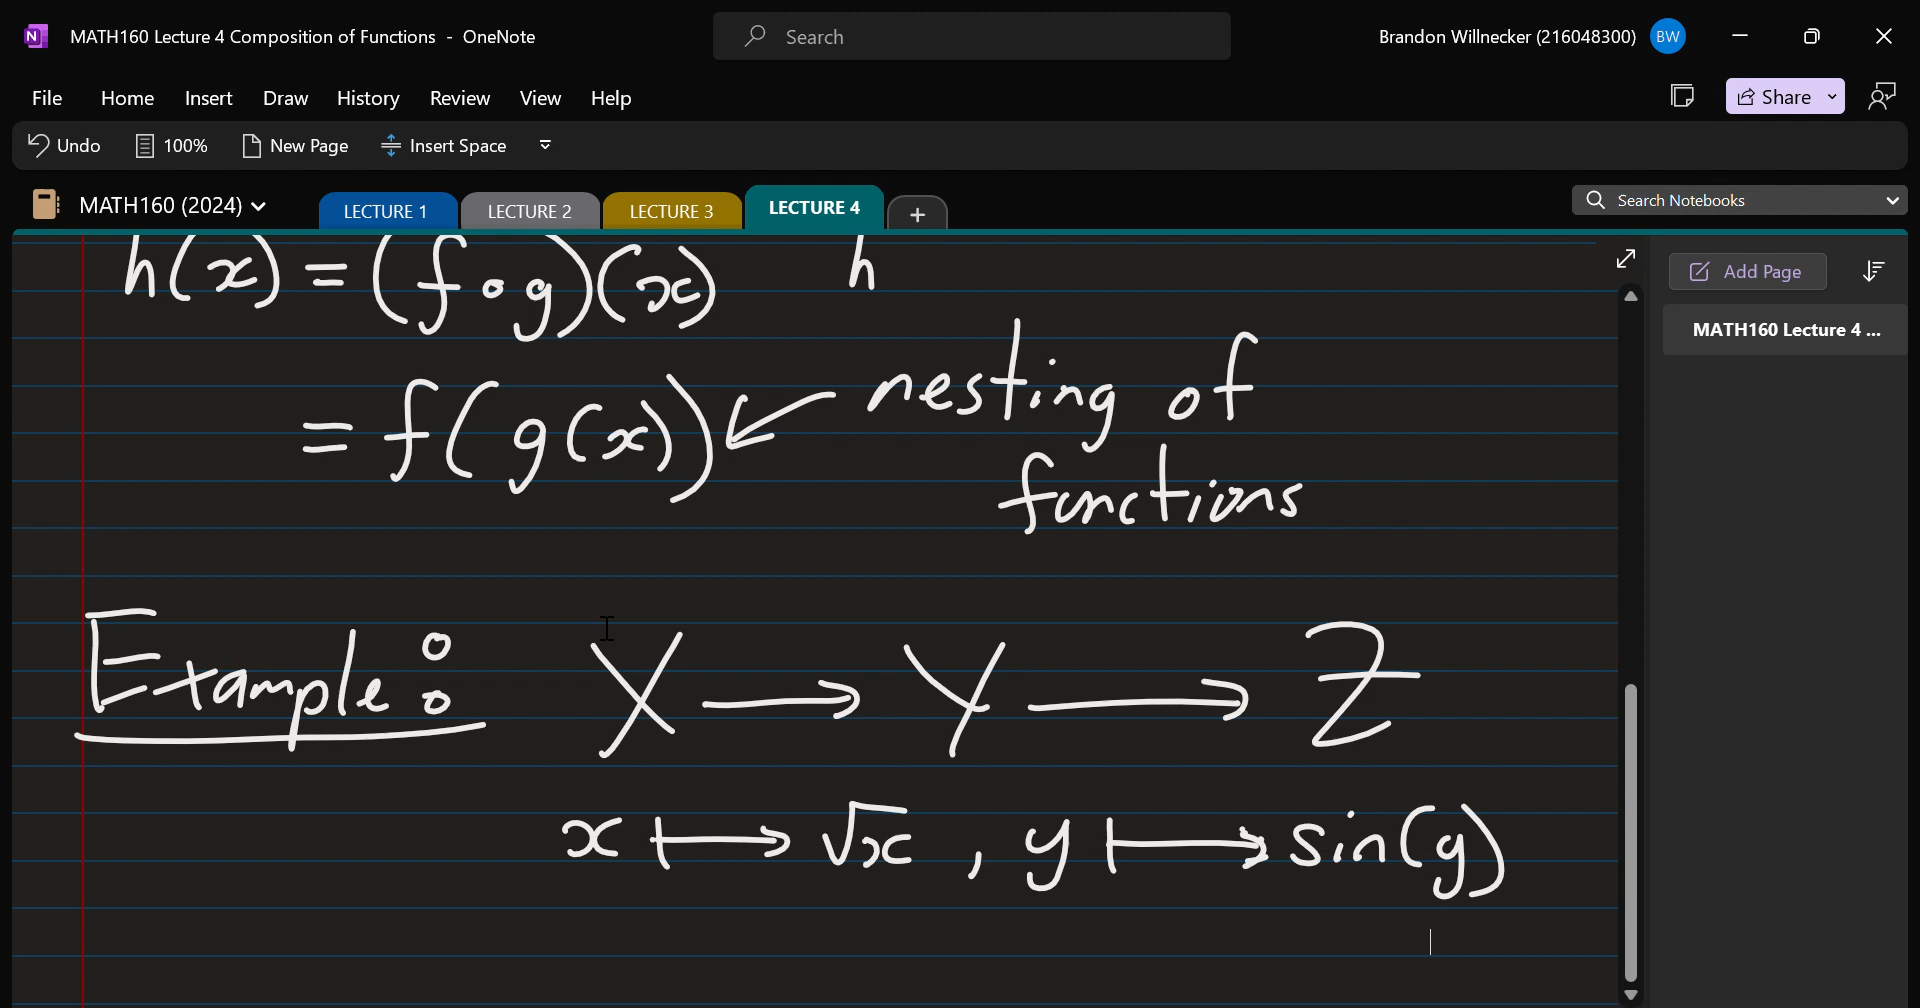 MATH160 Lecture 4 Composition of Functions - OneNote
Search
Brandon Willnecker (216048300) BW
File Home Insert Draw History Review View Help
Share
Undo 100% New Page Insert Space
MATH160 (2024) LECTURE 1 LECTURE 2 LECTURE 3 LECTURE 4 +
Search Notebooks
Add Page
MATH160 Lecture 4 ...
h(x) = (f∘g)(x) h
= f(g(x)) ← nesting of
functions
Example: X → Y → Z
x ↦ √x , y ↦ sin(y)